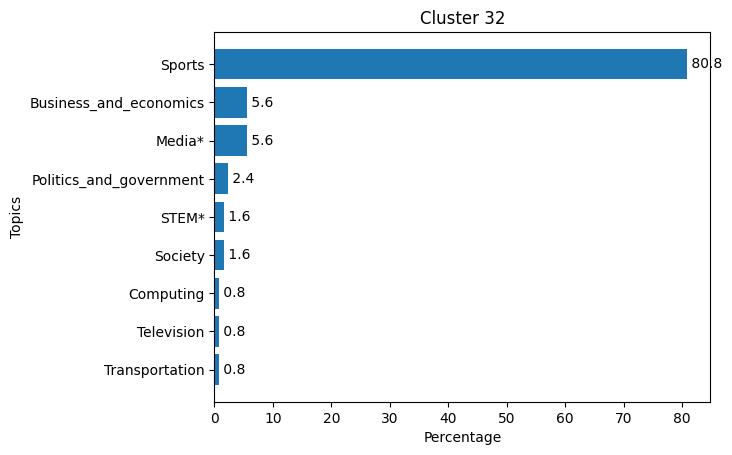 Cluster 32
Topics
Sports 80.8
Business_and_economics 5.6
Media* 5.6
Politics_and_government 2.4
STEM* 1.6
Society 1.6
Computing 0.8
Television 0.8
Transportation 0.8
0 10 20 30 40 50 60 70 80
Percentage